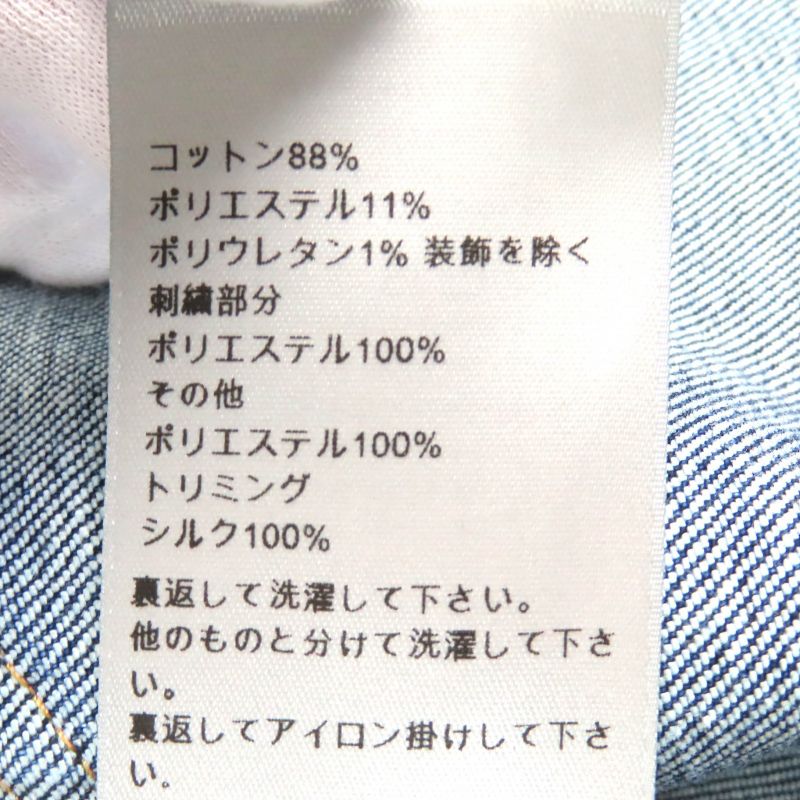 コットン88%
ポリエステル11%
ポリウレタン1% 装飾を除く
刺繍部分
ポリエステル100%
その他
ポリエステル100%
トリミング
シルク100%
裏返して洗濯して下さい。
他のものと分けて洗濯して下さ
い。
裏返してアイロン掛けして下さ
い.